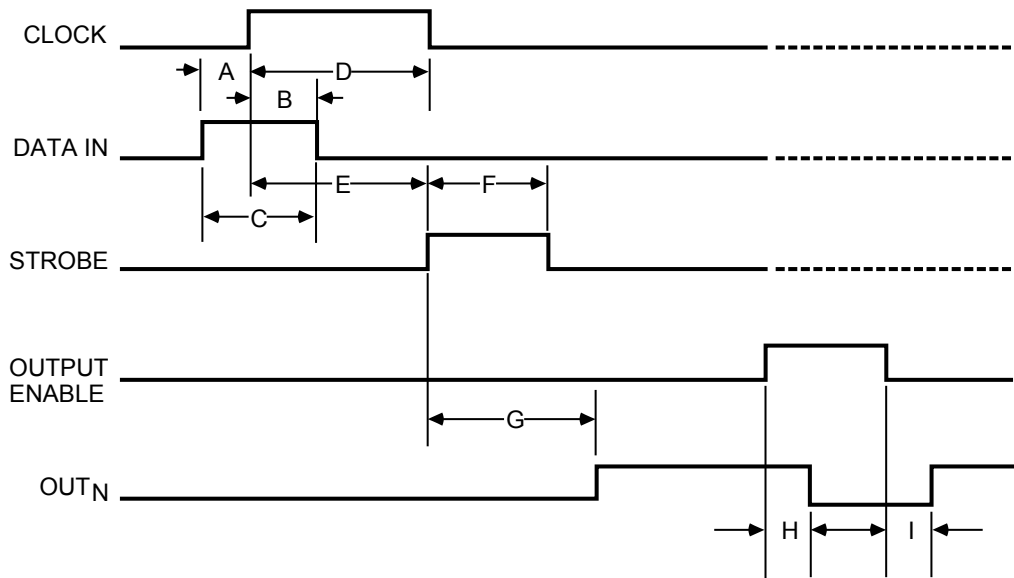 CLOCK
A
D
B
DATA IN
E
F
C
STROBE
OUTPUT
ENABLE
G
OUTN
H
I